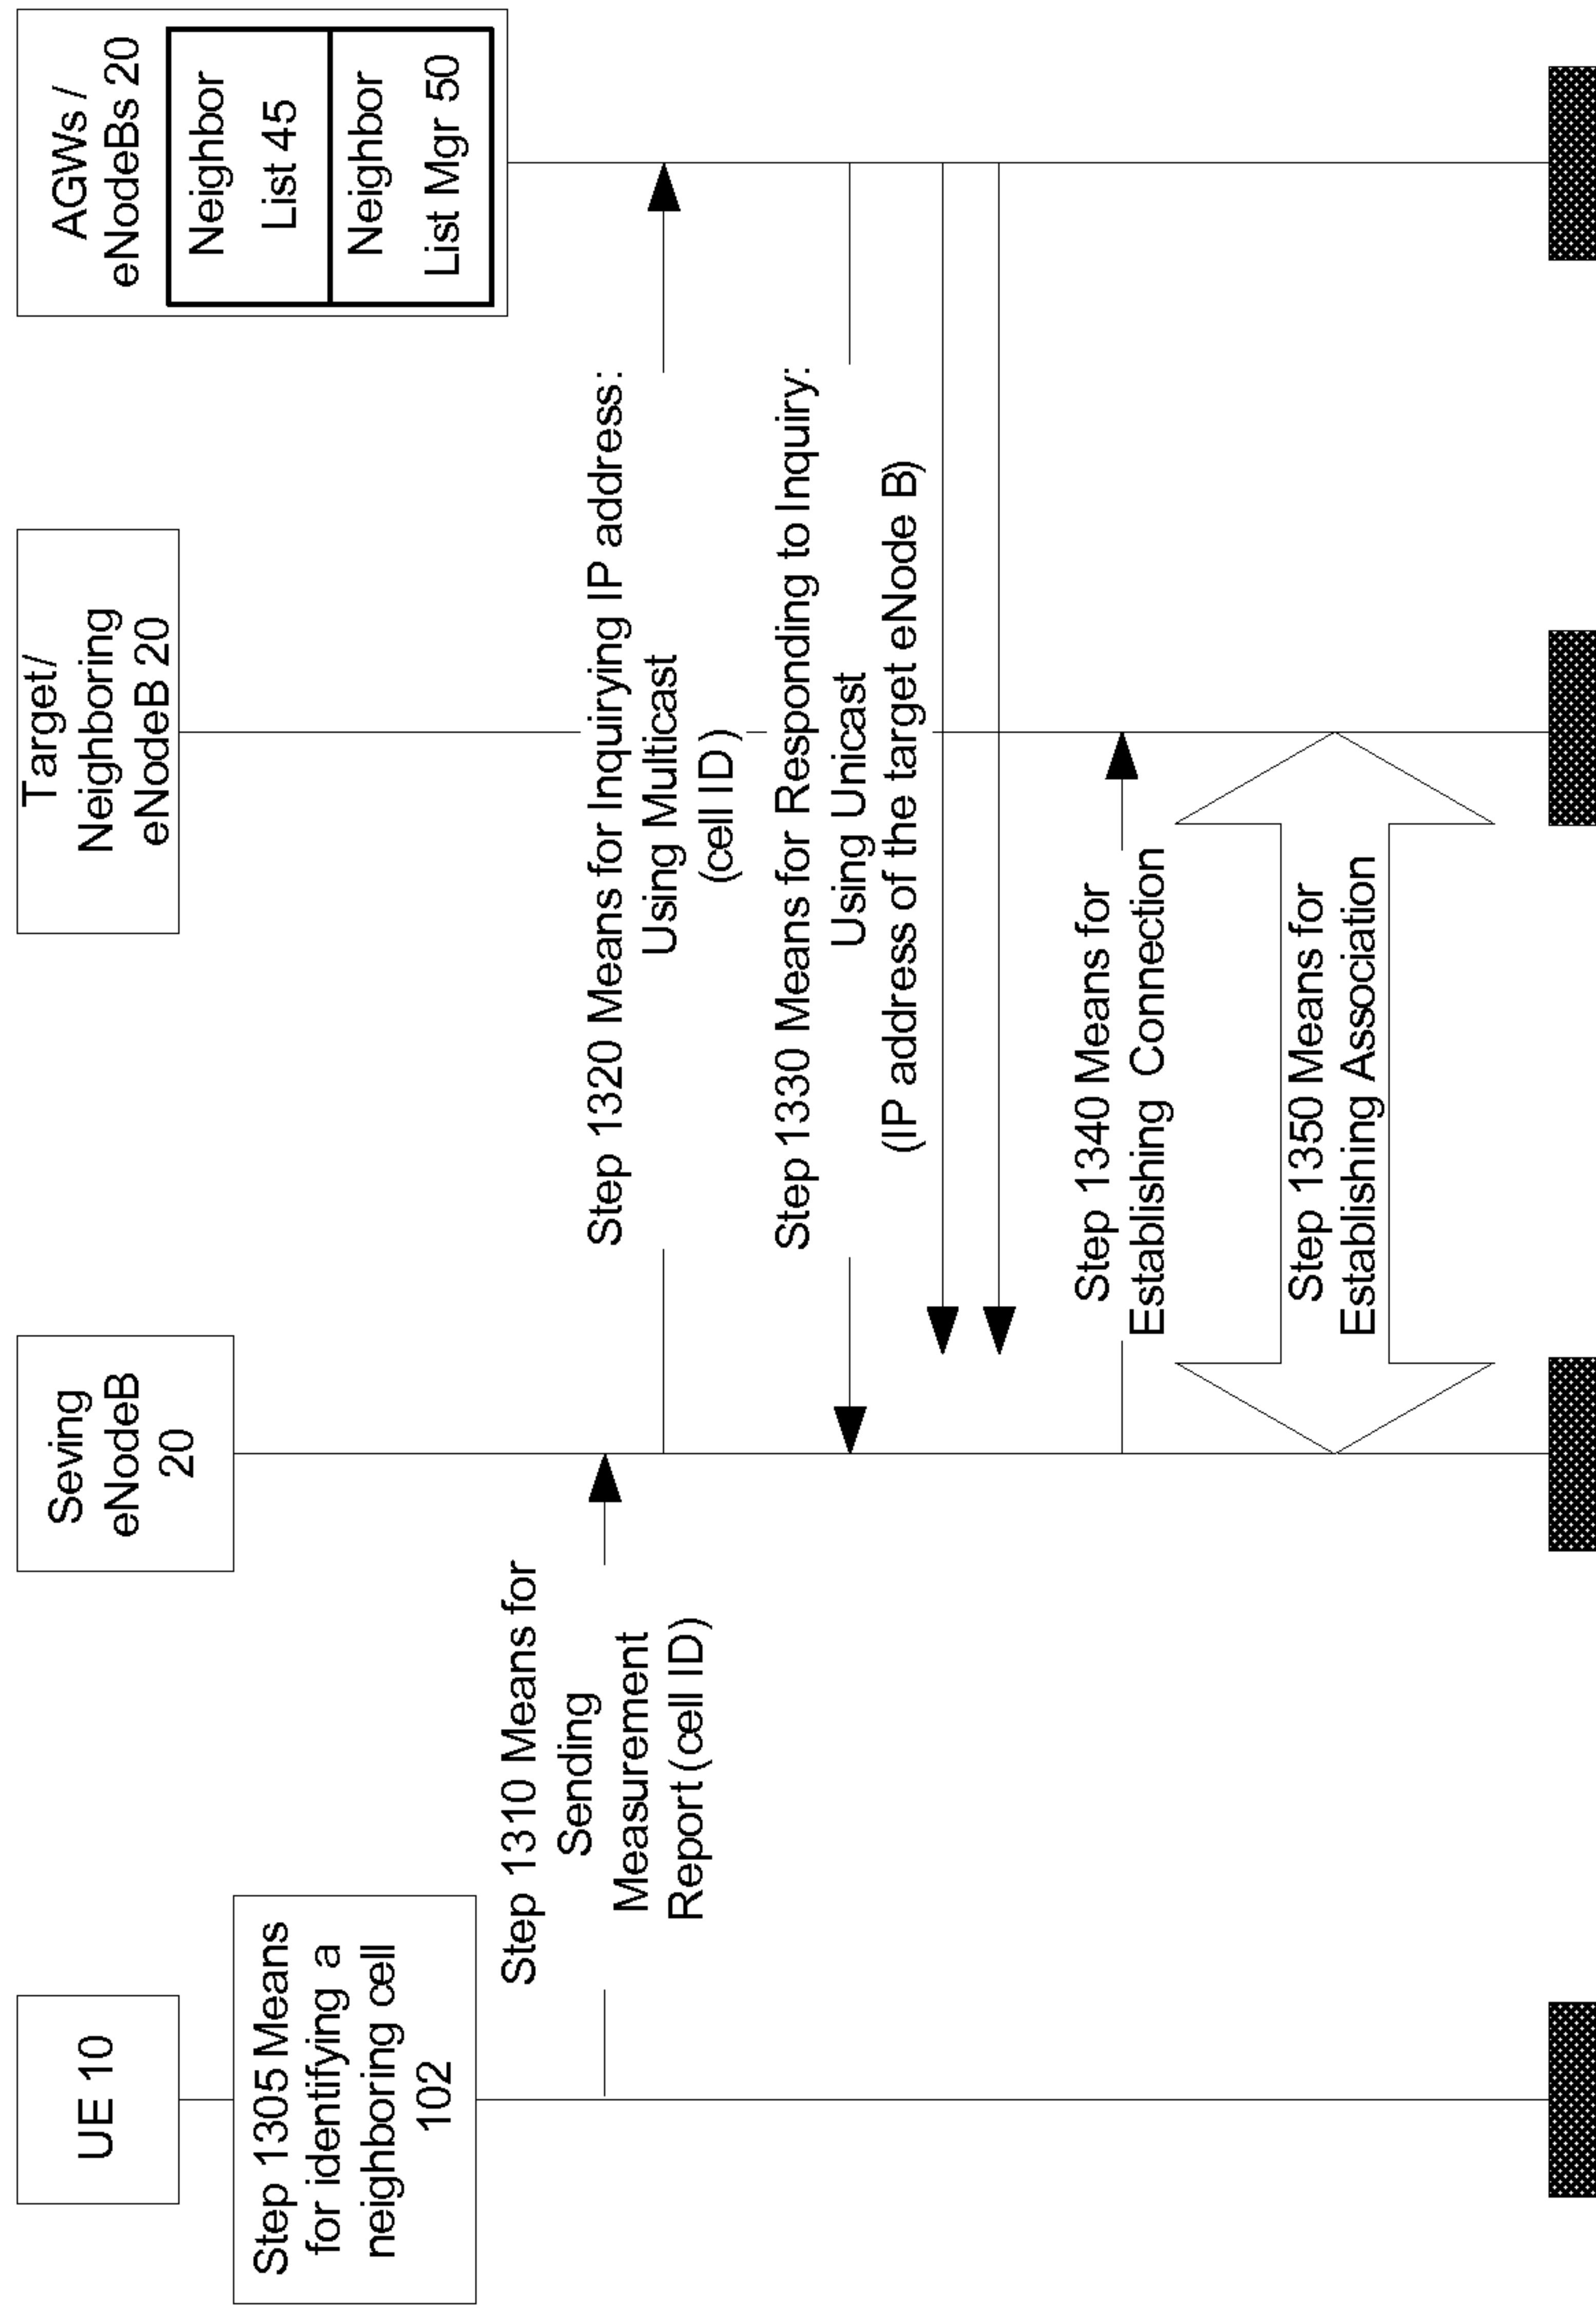 UE 10
Seving
eNodeB
20
Target/
Neighboring
eNodeB 20
AGWs /
eNodeBs 20
Neighbor
List 45
Neighbor
List Mgr 50
Step 1305 Means
for identifying a
neighboring cell
102
Step 1310 Means for
Sending
Measurement
Report (cell ID)
Step 1320 Means for Inquirying IP address:
Using Multicast
(cell ID)
Step 1330 Means for Responding to Inquiry:
Using Unicast
(IP address of the target eNode B)
Step 1340 Means for
Establishing Connection
Step 1350 Means for
Establishing Association